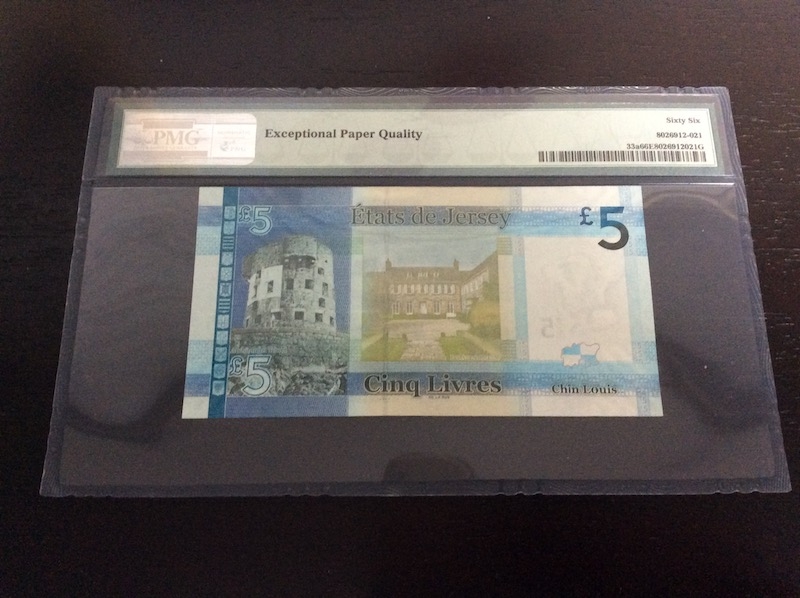 PMG
Exceptional Paper Quality
Sixty Six
8026912-021
33a66E8026912021G
£5
États de Jersey
£5
£5
Cinq Livres
Chin Louis
5